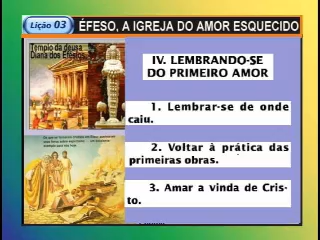 Lição 03
ÉFESO, A IGREJA DO AMOR ESQUECIDO
Templo da deusa
Diana dos Efésios
IV. LEMBRANDO-SE
DO PRIMEIRO AMOR
1. Lembrar-se de onde
caiu.
2. Voltar à prática das
primeiras obras.
3. Amar a vinda de Cris-
to.